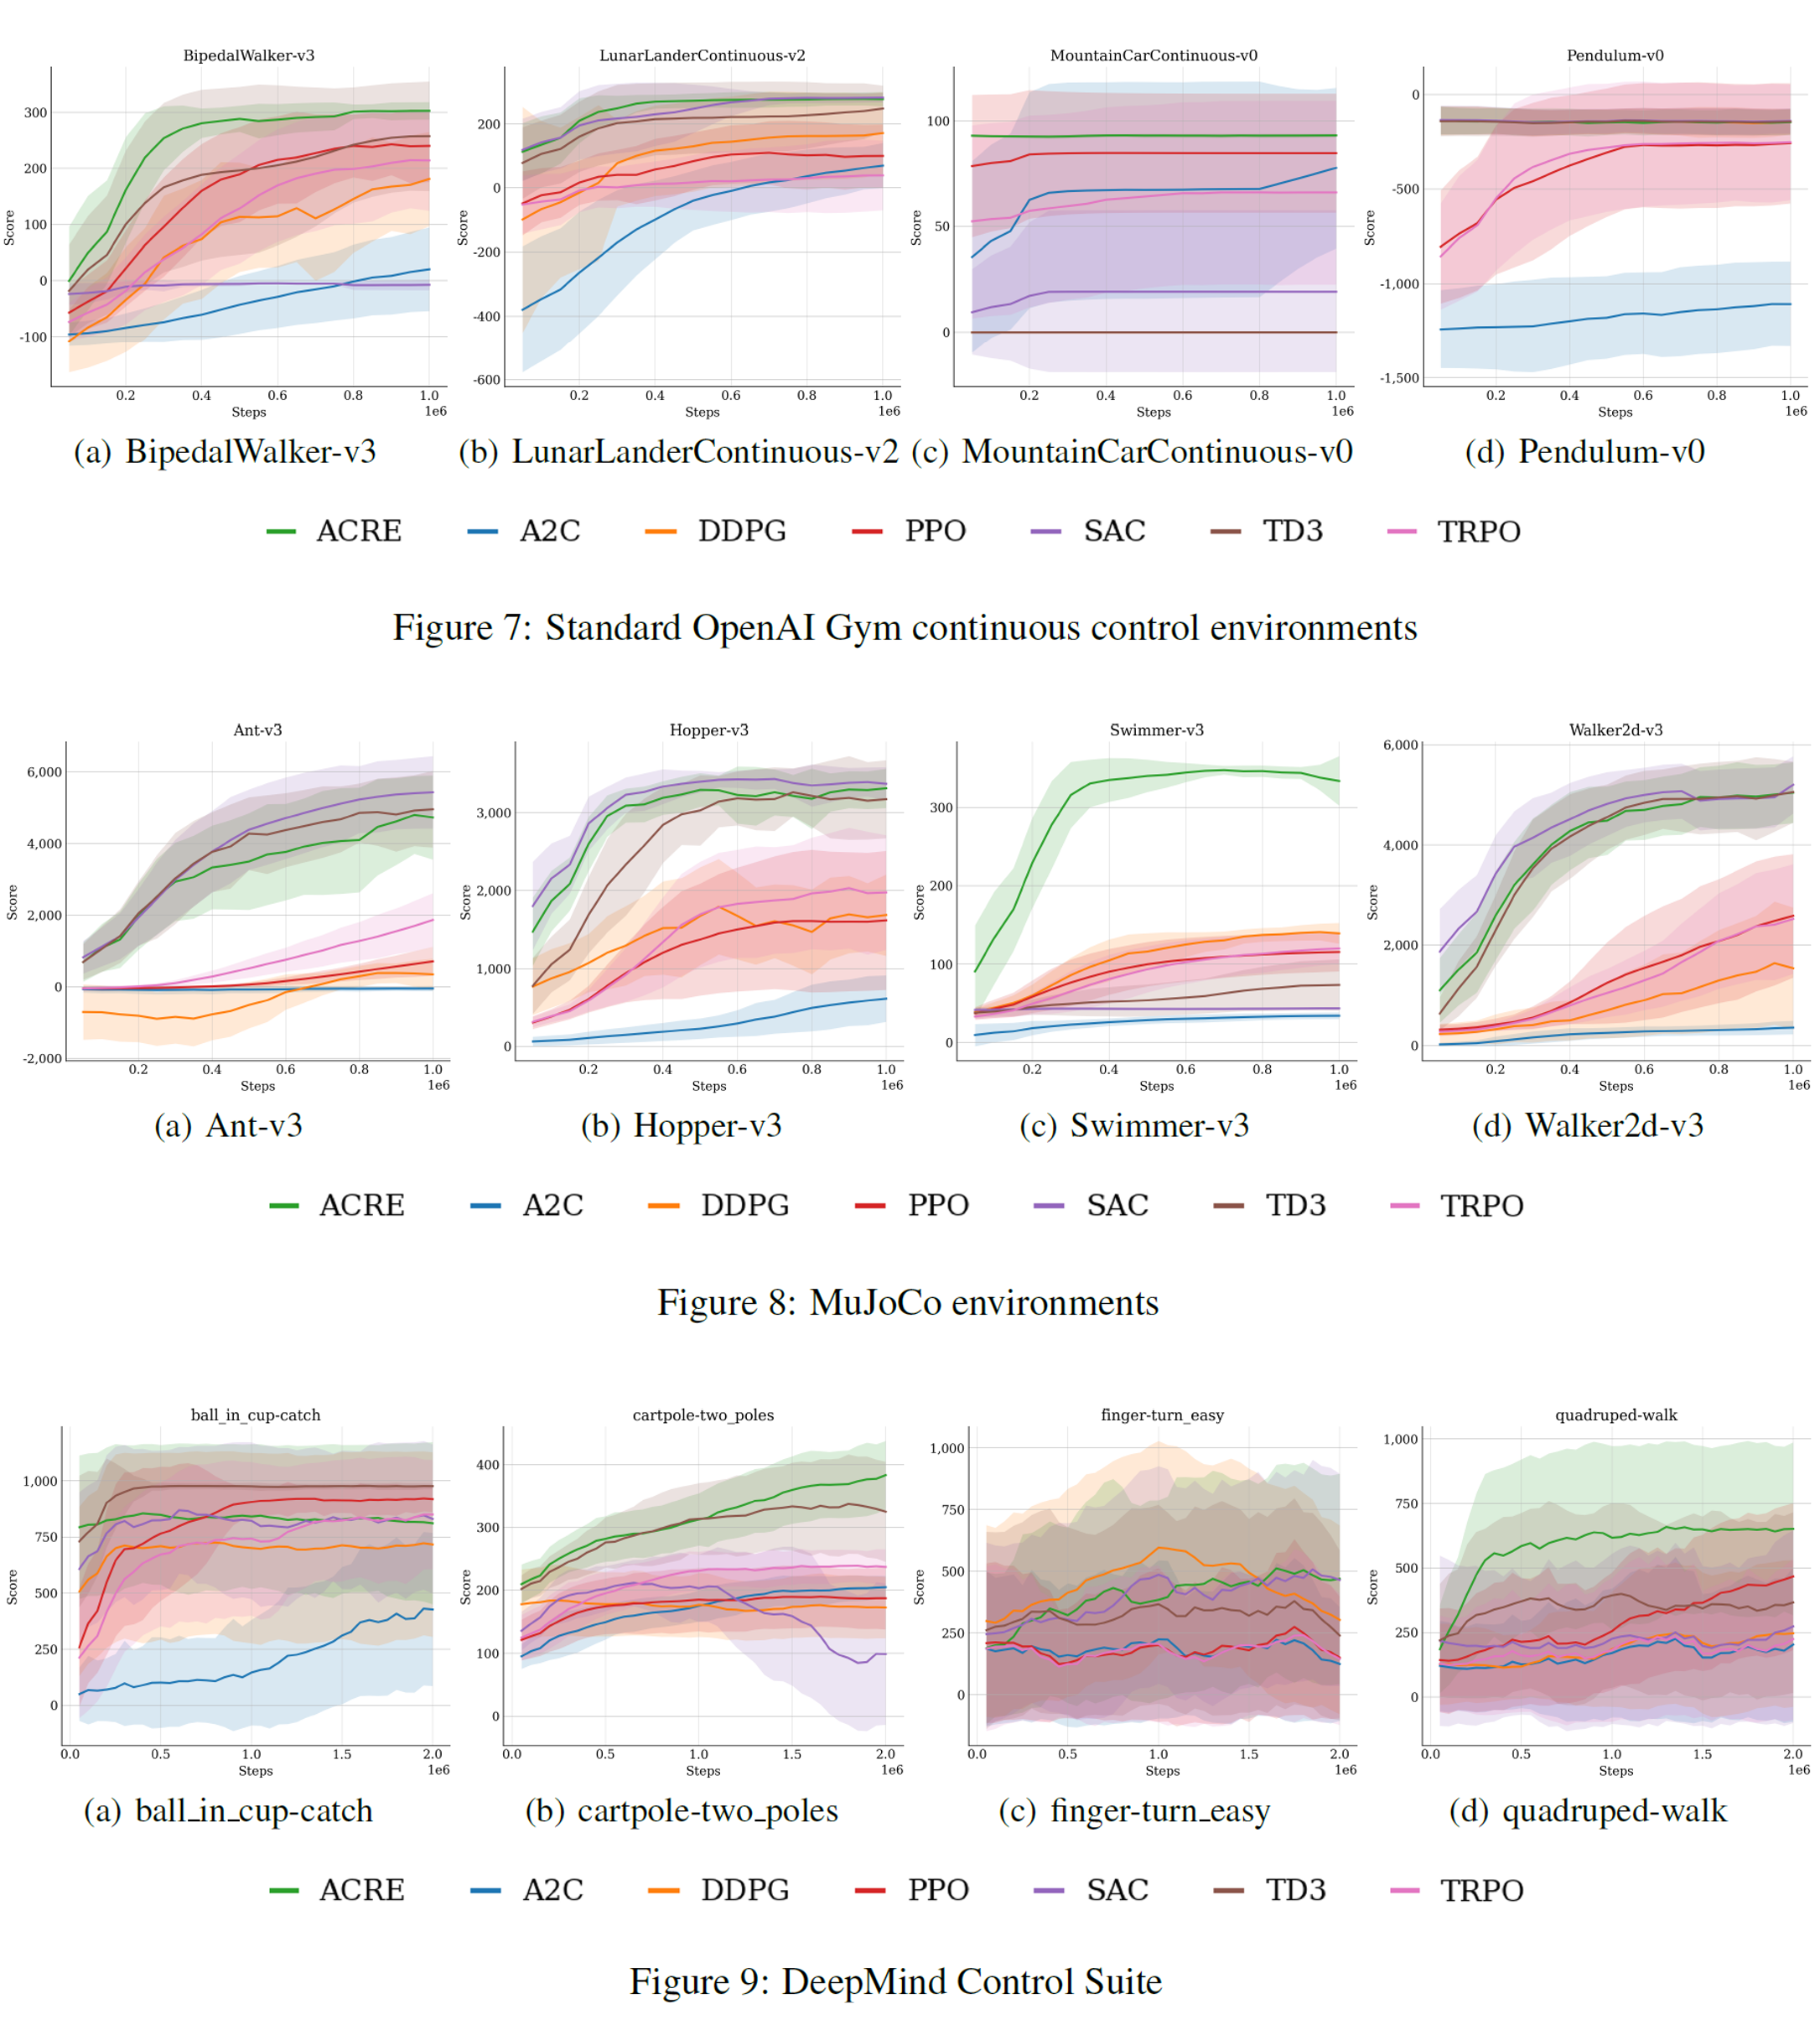 BipedalWalker-v3
300
200
100
0
-100
Score
0.2 0.4 0.6 0.8 1.0
Steps 1e6
LunarLanderContinuous-v2
200
0
-200
-400
-600
Score
0.2 0.4 0.6 0.8 1.0
Steps 1e6
MountainCarContinuous-v0
100
50
0
Score
0.2 0.4 0.6 0.8 1.0
Steps 1e6
Pendulum-v0
0
-500
-1,000
-1,500
Score
0.2 0.4 0.6 0.8 1.0
Steps 1e6
(a) BipedalWalker-v3 (b) LunarLanderContinuous-v2 (c) MountainCarContinuous-v0 (d) Pendulum-v0
ACRE A2C DDPG PPO SAC TD3 TRPO
Figure 7: Standard OpenAI Gym continuous control environments
Ant-v3
6,000
4,000
2,000
0
-2,000
Score
0.2 0.4 0.6 0.8 1.0
Steps 1e6
Hopper-v3
3,000
2,000
1,000
0
Score
0.2 0.4 0.6 0.8 1.0
Steps 1e6
Swimmer-v3
300
200
100
0
Score
0.2 0.4 0.6 0.8 1.0
Steps 1e6
Walker2d-v3
6,000
4,000
2,000
0
Score
0.2 0.4 0.6 0.8 1.0
Steps 1e6
(a) Ant-v3 (b) Hopper-v3 (c) Swimmer-v3 (d) Walker2d-v3
ACRE A2C DDPG PPO SAC TD3 TRPO
Figure 8: MuJoCo environments
ball_in_cup-catch
1,000
750
500
250
0
Score
0.0 0.5 1.0 1.5 2.0
Steps 1e6
cartpole-two_poles
400
300
200
100
0
Score
0.0 0.5 1.0 1.5 2.0
Steps 1e6
finger-turn_easy
1,000
750
500
250
0
Score
0.0 0.5 1.0 1.5 2.0
Steps 1e6
quadruped-walk
1,000
750
500
250
0
Score
0.0 0.5 1.0 1.5 2.0
Steps 1e6
(a) ball_in_cup-catch (b) cartpole-two_poles (c) finger-turn_easy (d) quadruped-walk
ACRE A2C DDPG PPO SAC TD3 TRPO
Figure 9: DeepMind Control Suite